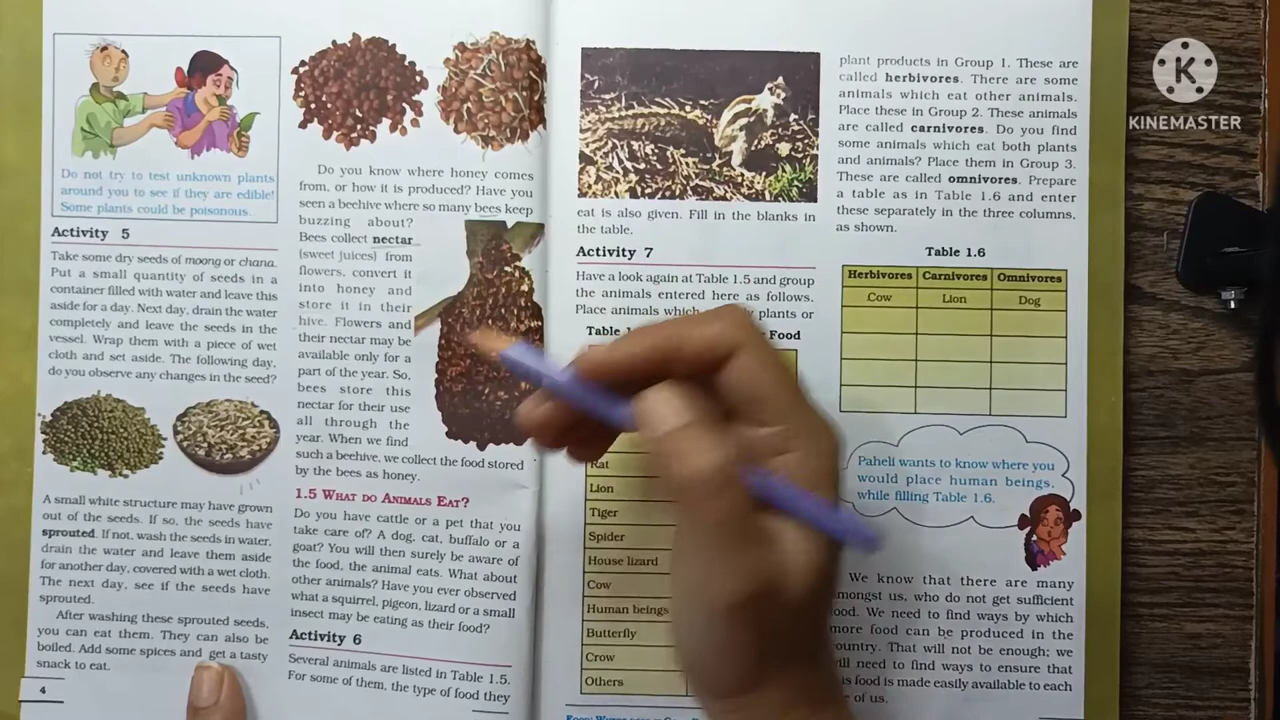 Do not try to test unknown plants
around you to see if they are edible!
Some plants could be poisonous.
Activity 5
Take some dry seeds of moong or chana.
Put a small quantity of seeds in a
container filled with water and leave this
aside for a day. Next day, drain the water
completely and leave the seeds in the
vessel. Wrap them with a piece of wet
cloth and set aside. The following day,
do you observe any changes in the seed?
A small white structure may have grown
out of the seeds. If so, the seeds have
sprouted. If not, wash the seeds in water,
drain the water and leave them aside
for another day, covered with a wet cloth.
The next day, see if the seeds have
sprouted.
After washing these sprouted seeds,
you can eat them. They can also be
boiled. Add some spices and get a tasty
snack to eat.
4
Do you know where honey comes
from, or how it is produced? Have you
seen a beehive where so many bees keep
buzzing about?
Bees collect nectar
(sweet juices) from
flowers, convert it
into honey and
store it in their
hive. Flowers and
their nectar may be
available only for a
part of the year. So,
bees store this
nectar for their use
all through the
year. When we find
such a beehive, we collect the food stored
by the bees as honey.
1.5 WHAT DO ANIMALS EAT?
Do you have cattle or a pet that you
take care of? A dog, cat, buffalo or a
goat? You will then surely be aware of
the food, the animal eats. What about
other animals? Have you ever observed
what a squirrel, pigeon, lizard or a small
insect may be eating as their food?
Activity 6
Several animals are listed in Table 1.5.
For some of them, the type of food they
eat is also given. Fill in the blanks in
the table.
Activity 7
Have a look again at Table 1.5 and group
the animals entered here as follows.
Place animals which plants or
Food
Rat
Lion
Tiger
Spider
House lizard
Cow
Human beings
Butterfly
Crow
Others
plant products in Group 1. These are
called herbivores. There are some
animals which eat other animals.
Place these in Group 2. These animals
are called carnivores. Do you find
some animals which eat both plants
and animals? Place them in Group 3.
These are called omnivores. Prepare
a table as in Table 1.6 and enter
these separately in the three columns,
as shown.
Table 1.6
Herbivores Carnivores Omnivores
Cow Lion Dog
Paheli wants to know where you
would place human beings,
while filling Table 1.6.
We know that there are many
amongst us, who do not get sufficient
food. We need to find ways by which
more food can be produced in the
country. That will not be enough; we
will need to find ways to ensure that
this food is made easily available to each
of us.
K
KINEMASTER